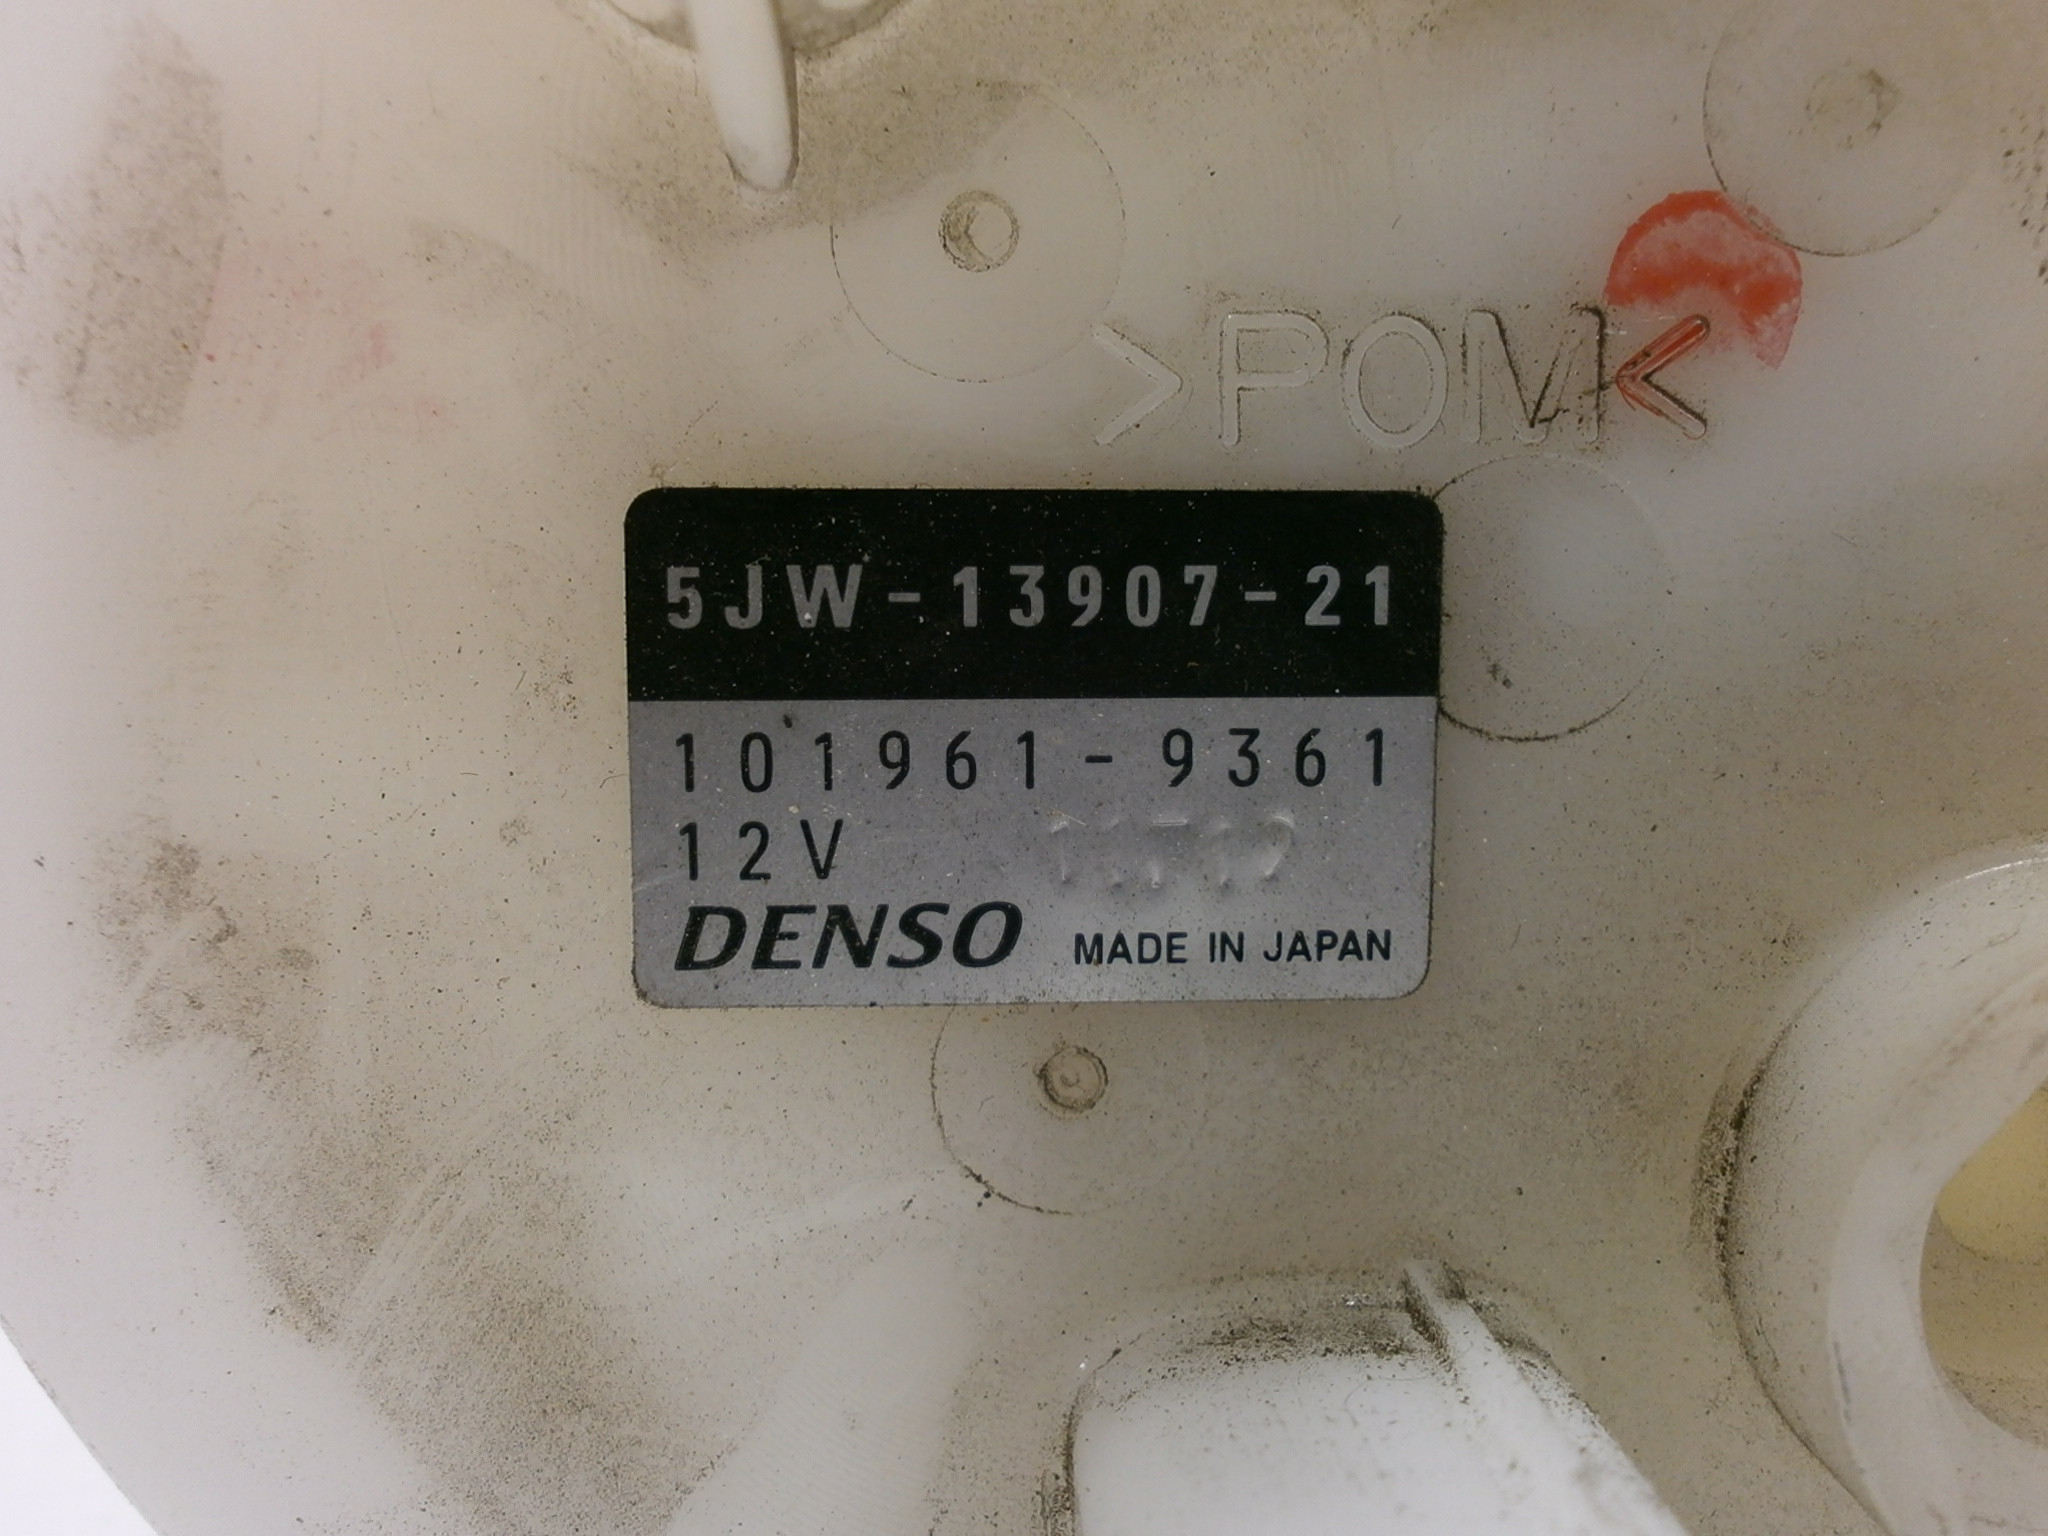 >POM<
5JW-13907-21
101961-9361
12V
DENSO MADE IN JAPAN